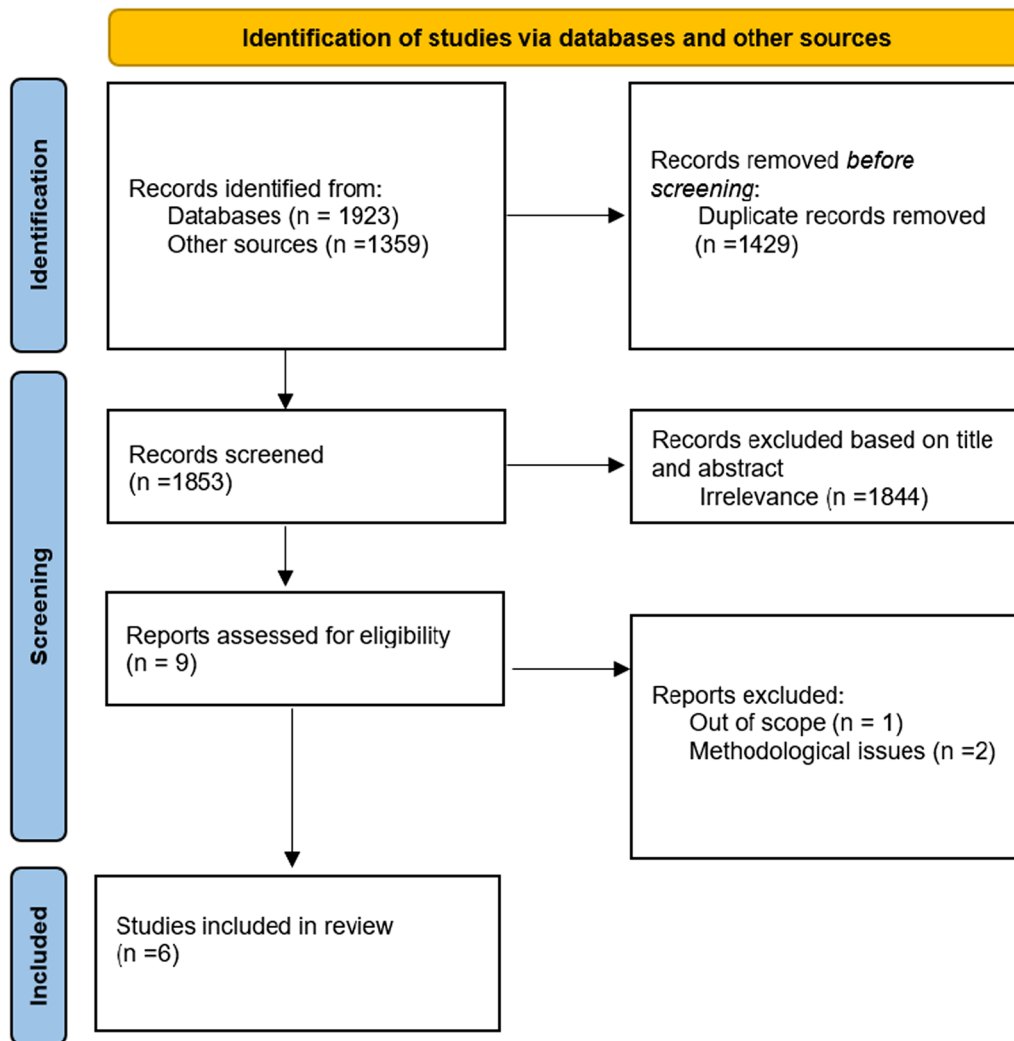 Identification of studies via databases and other sources
Identification
Records identified from:
Databases (n = 1923)
Other sources (n =1359)
Records removed before
screening:
Duplicate records removed
(n =1429)
Screening
Records screened
(n =1853)
Records excluded based on title
and abstract
Irrelevance (n =1844)
Reports assessed for eligibility
(n = 9)
Reports excluded:
Out of scope (n = 1)
Methodological issues (n =2)
Included
Studies included in review
(n =6)